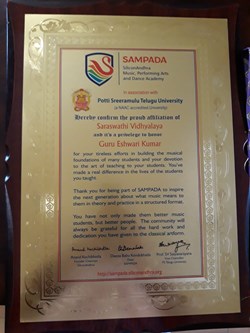 SAMPADA
SiliconAndhra
Music, Performing Arts
and Dance Academy
in association with
Potti Sreeramulu Telugu University
(a NAAC accredited University)
Hereby confirm the proud affiliation of
Saraswathi Vidhyalaya
and it's a privilege to honor
Guru Eshwari Kumar
for your tireless efforts in building the musical
foundations of many students and your devotion
to the art of teaching to your students. You've
made a real difference in the lives of the students
you taught.
Thank you for being part of SAMPADA to inspire
the next generation about what music means to
them in theory and practice in a structured format.
You have not only made them better music
students, but better people. The community will
always be grateful for all the hard work and
dedication you have given to the classical artform.